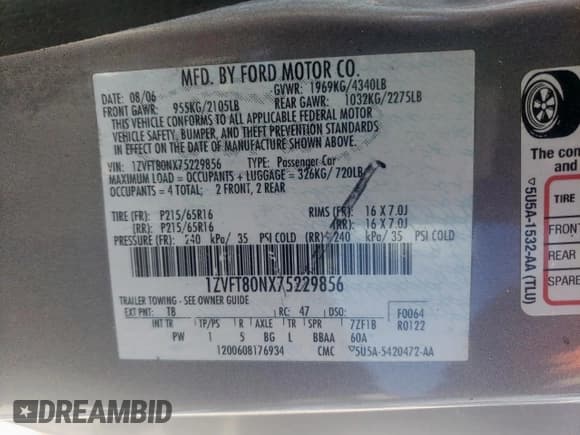 MFD. BY FORD MOTOR CO.
DATE: 08/06 GVWR: 1969KG/4340LB
FRONT GAWR: 955KG/2105LB REAR GAWR: 1032KG/2275LB
THIS VEHICLE CONFORMS TO ALL APPLICABLE FEDERAL MOTOR
VEHICLE SAFETY, BUMPER, AND THEFT PREVENTION STANDARDS
IN EFFECT ON THE DATE OF MANUFACTURE SHOWN ABOVE.
VIN: 1ZVFT80NX75229856 TYPE: Passenger Car
MAXIMUM LOAD = OCCUPANTS + LUGGAGE = 326KG/720LB
OCCUPANTS = 4 TOTAL; 2 FRONT, 2 REAR
TIRE (FR): P215/65R16 RIMS (FR): 16 X 7.0J
(RR): P215/65R16 (RR): 16 X 7.0J
PRESSURE (FR): 240 kPa/ 35 PSI COLD (RR): 240 kPa/ 35 PSI COLD
1ZVFT80NX75229856
TRAILER TOWING - SEE OWNER GUIDE
EXT PNT: T8 RC: 47 DSO: F0064
INT TR TP/PS R AXLE TR SPR 7ZF1B R0122
PW 1 5 BG L BBAA 60A
1200608176934 CMC ▽5U5A-5420472-AA
The con
and
TIRE
FRONT
REAR
SPARE
▽5U5A-1532-AA (TLU)
DREAMBID